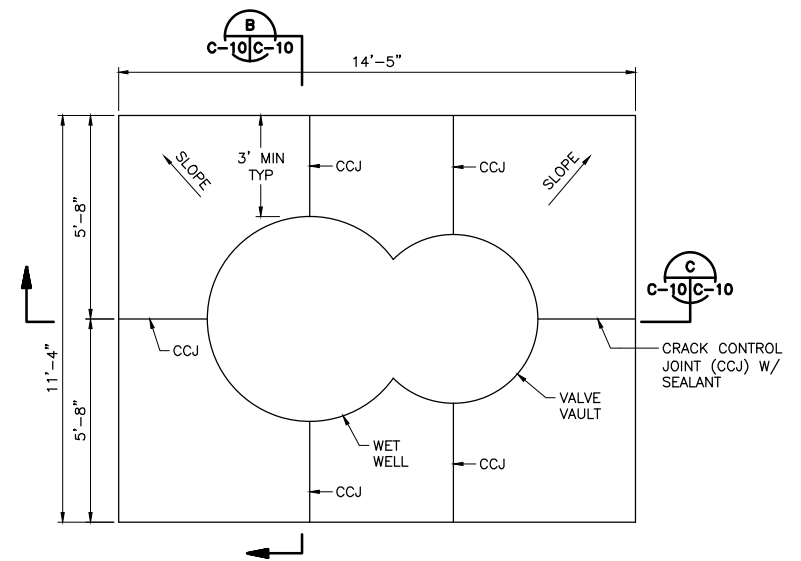 B
C-10 C-10
14'-5"
SLOPE
3' MIN
TYP
CCJ
CCJ
SLOPE
5'-8"
C
C-10 C-10
11'-4"
CCJ
CRACK CONTROL
JOINT (CCJ) W/
SEALANT
5'-8"
VALVE
VAULT
WET
WELL
CCJ
CCJ